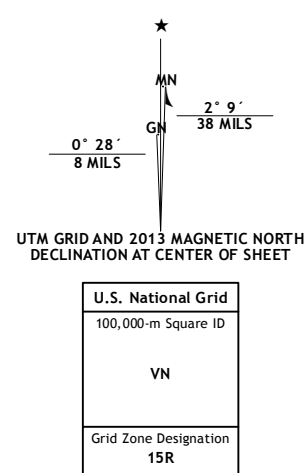 ★
MN
GN
2° 9´
38 MILS
0° 28´
8 MILS
UTM GRID AND 2013 MAGNETIC NORTH
DECLINATION AT CENTER OF SHEET
U.S. National Grid
100,000-m Square ID
VN
Grid Zone Designation
15R